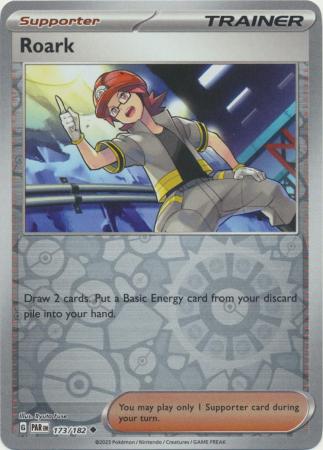 Supporter
TRAINER
Roark
Draw 2 cards. Put a Basic Energy card from your discard
pile into your hand.
Illus. Ryuta Fuse
G PAR EN 173/182 ◆
You may play only 1 Supporter card during
your turn.
©2023 Pokémon / Nintendo / Creatures / GAME FREAK